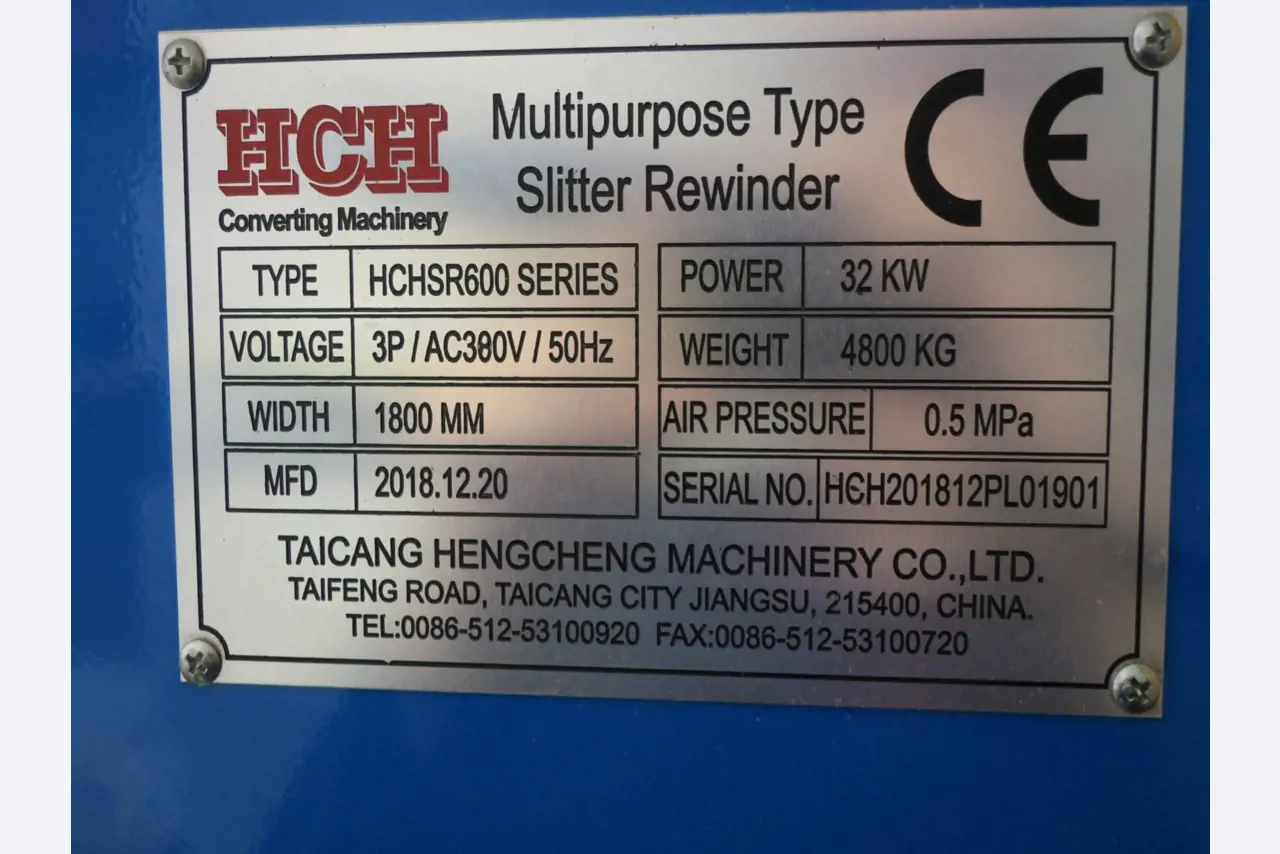 HCH
Converting Machinery
Multipurpose Type
Slitter Rewinder
CE
TYPE HCHSR600 SERIES
POWER 32 KW
VOLTAGE 3P / AC380V / 50Hz
WEIGHT 4800 KG
WIDTH 1800 MM
AIR PRESSURE 0.5 MPa
MFD 2018.12.20
SERIAL NO. HCH201812PL01901
TAICANG HENGCHENG MACHINERY CO.,LTD.
TAIFENG ROAD, TAICANG CITY JIANGSU, 215400, CHINA.
TEL:0086-512-53100920 FAX:0086-512-53100720